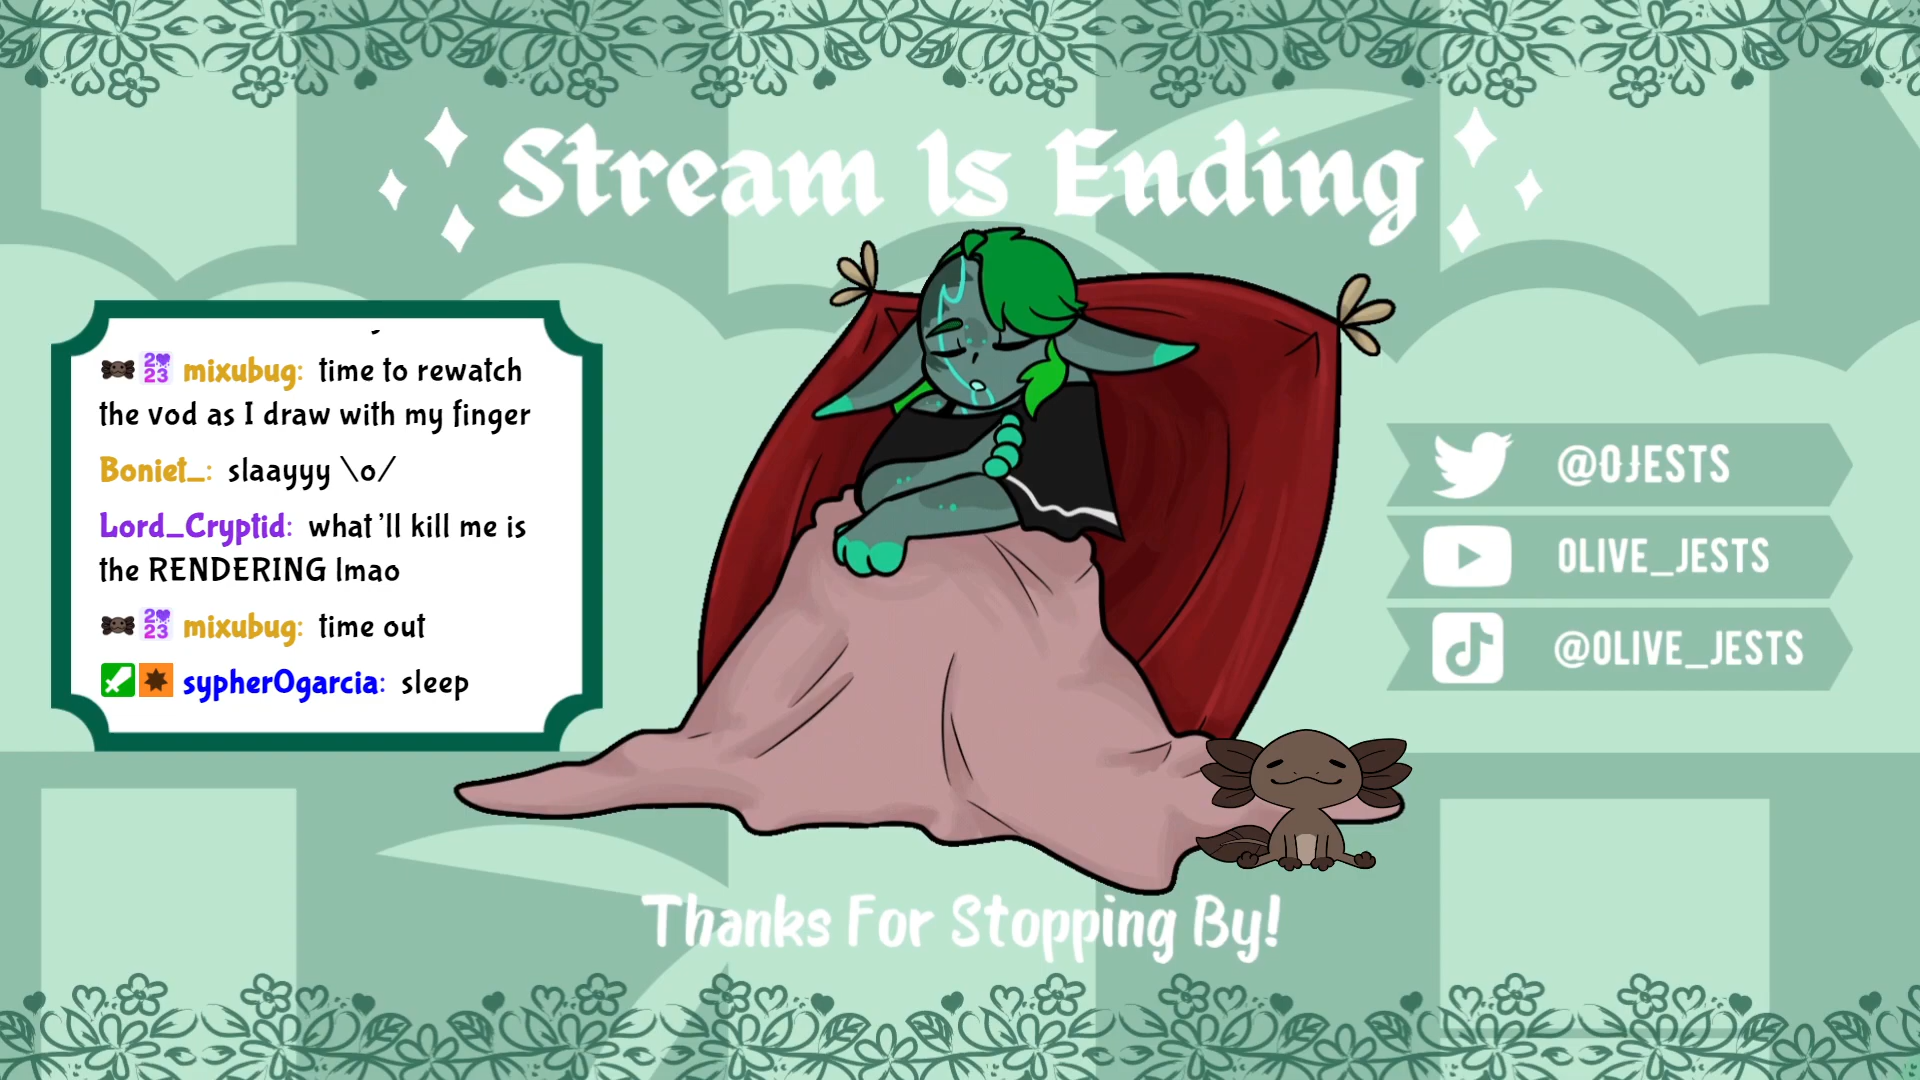 Stream Is Ending
mixubug: time to rewatch
the vod as I draw with my finger
Boniet_: slaayyy \o/
Lord_Cryptid: what'll kill me is
the RENDERING lmao
mixubug: time out
sypher0garcia: sleep
@OJESTS
OLIVE_JESTS
@OLIVE_JESTS
Thanks For Stopping By!